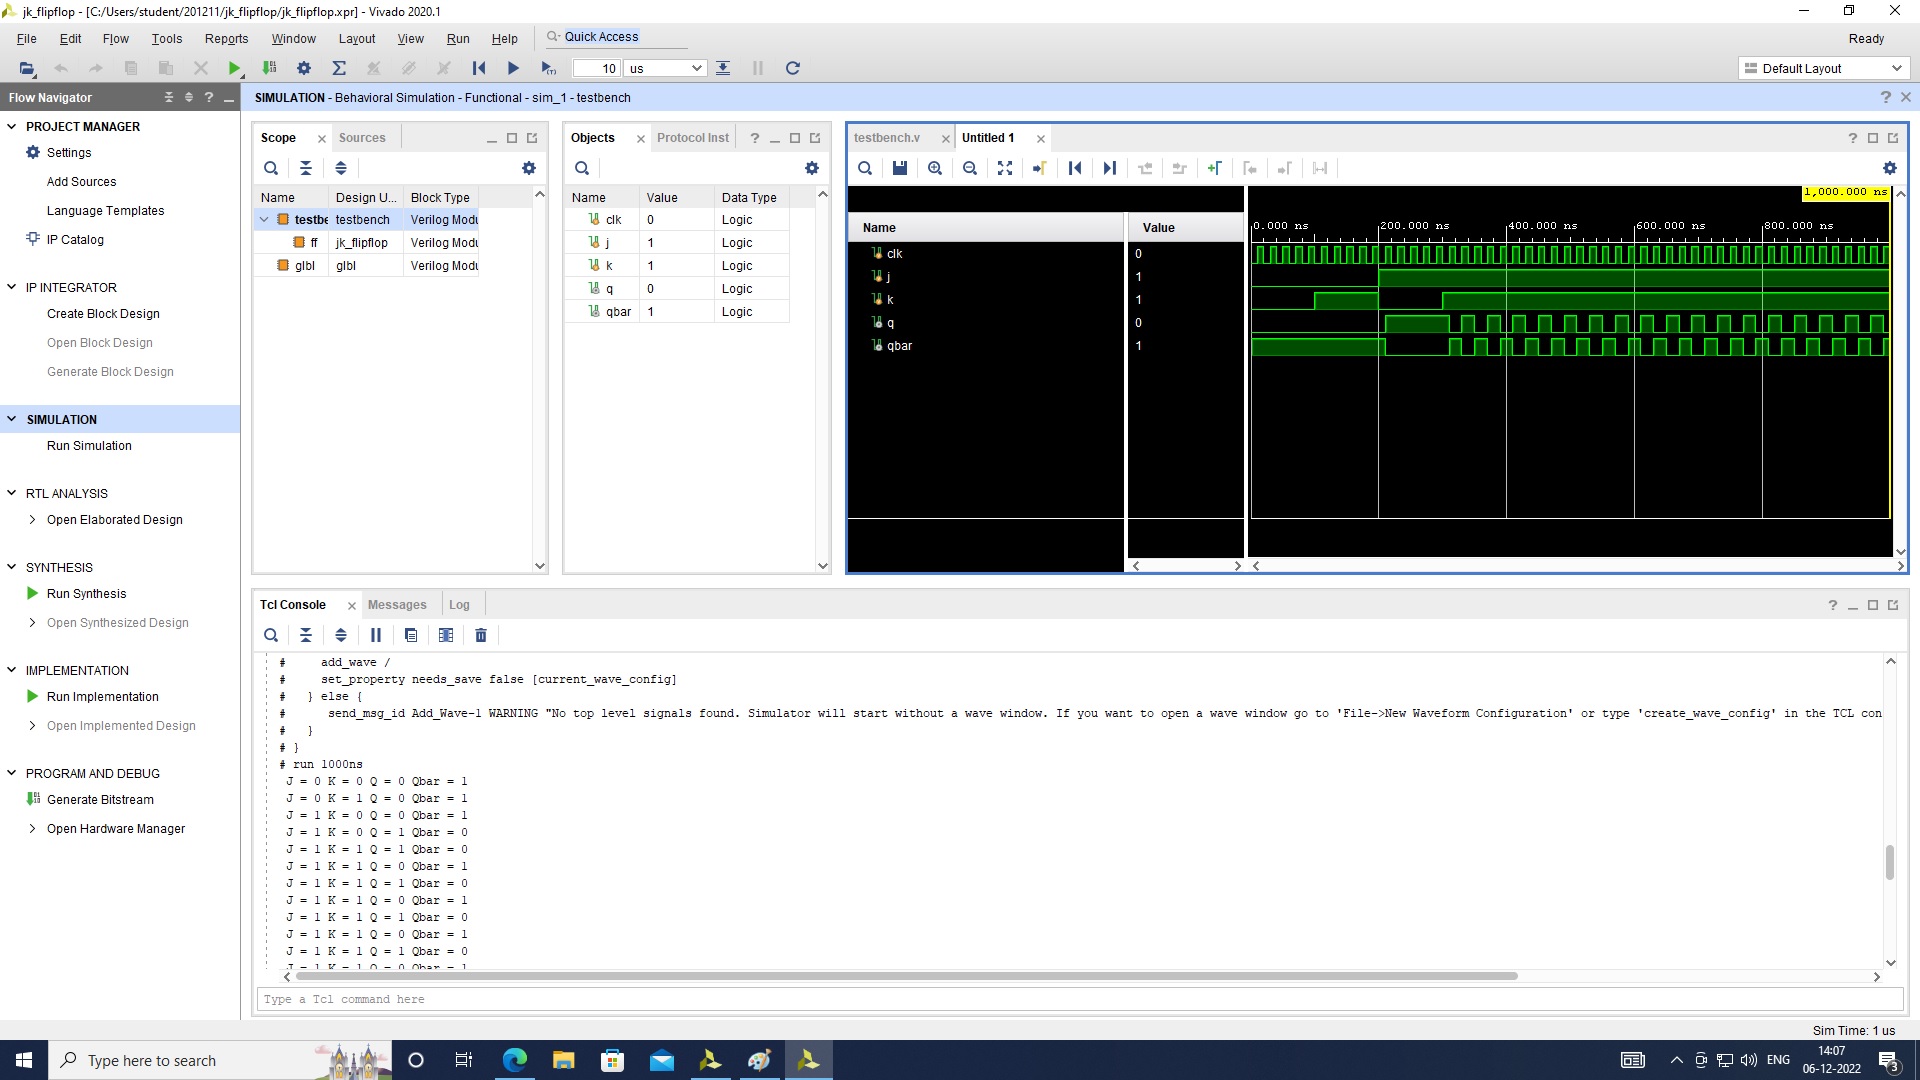 jk_flipflop - [C:/Users/student/201211/jk_flipflop/jk_flipflop.xpr] - Vivado 2020.1
File Edit Flow Tools Reports Window Layout View Run Help Quick Access
Ready
10 us
Default Layout
Flow Navigator
SIMULATION - Behavioral Simulation - Functional - sim_1 - testbench
PROJECT MANAGER
Settings
Add Sources
Language Templates
IP Catalog
IP INTEGRATOR
Create Block Design
Open Block Design
Generate Block Design
SIMULATION
Run Simulation
RTL ANALYSIS
Open Elaborated Design
SYNTHESIS
Run Synthesis
Open Synthesized Design
IMPLEMENTATION
Run Implementation
Open Implemented Design
PROGRAM AND DEBUG
Generate Bitstream
Open Hardware Manager
Scope Sources
Name Design U... Block Type
testbe testbench Verilog Modu
ff jk_flipflop Verilog Modu
glbl glbl Verilog Modu
Objects Protocol Inst
Name Value Data Type
clk 0 Logic
j 1 Logic
k 1 Logic
q 0 Logic
qbar 1 Logic
testbench.v Untitled 1
1,000.000 ns
Name Value
0.000 ns 200.000 ns 400.000 ns 600.000 ns 800.000 ns
clk 0
j 1
k 1
q 0
qbar 1
Tcl Console Messages Log
# add_wave /
# set_property needs_save false [current_wave_config]
# } else {
# send_msg_id Add_Wave-1 WARNING "No top level signals found. Simulator will start without a wave window. If you want to open a wave window go to 'File->New Waveform Configuration' or type 'create_wave_config' in the TCL con
# }
# }
# run 1000ns
J = 0 K = 0 Q = 0 Qbar = 1
J = 0 K = 1 Q = 0 Qbar = 1
J = 1 K = 0 Q = 0 Qbar = 1
J = 1 K = 0 Q = 1 Qbar = 0
J = 1 K = 1 Q = 1 Qbar = 0
J = 1 K = 1 Q = 0 Qbar = 1
J = 1 K = 1 Q = 1 Qbar = 0
J = 1 K = 1 Q = 0 Qbar = 1
J = 1 K = 1 Q = 1 Qbar = 0
J = 1 K = 1 Q = 0 Qbar = 1
J = 1 K = 1 Q = 1 Qbar = 0
J = 1 K = 1 Q = 0 Qbar = 1
Type a Tcl command here
Sim Time: 1 us
Type here to search
ENG
14:07
06-12-2022
3